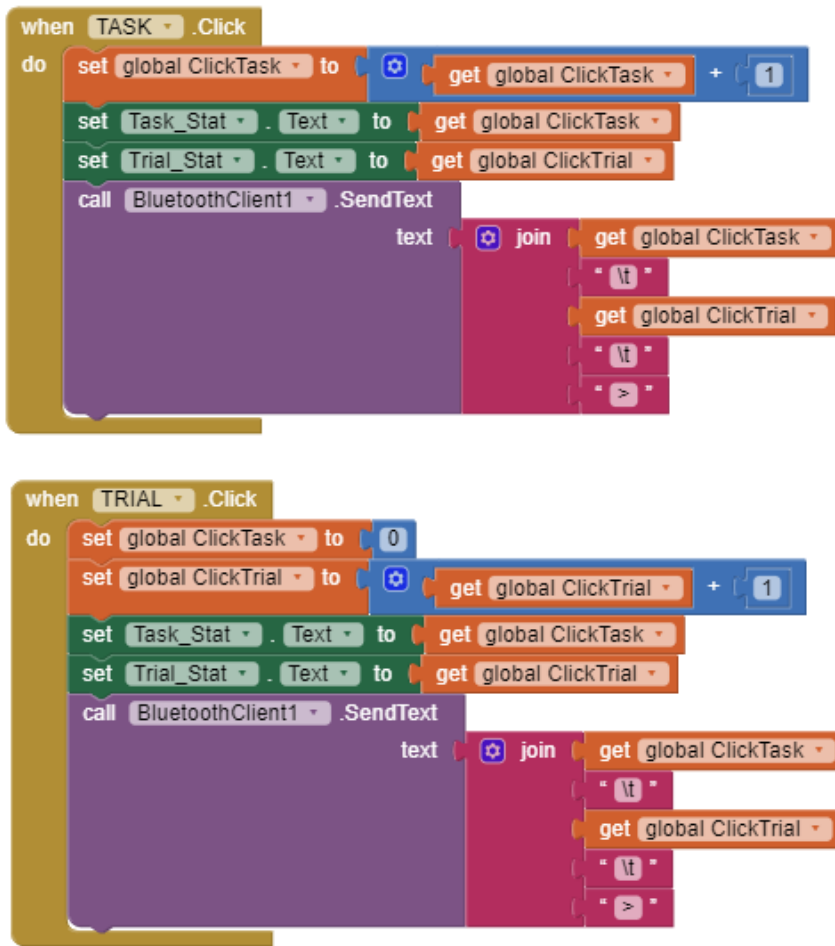 when TASK .Click
do set global ClickTask to get global ClickTask + 1
set Task_Stat . Text to get global ClickTask
set Trial_Stat . Text to get global ClickTrial
call BluetoothClient1 .SendText
text join get global ClickTask
" \t "
get global ClickTrial
" \t "
" > "
when TRIAL .Click
do set global ClickTask to 0
set global ClickTrial to get global ClickTrial + 1
set Task_Stat . Text to get global ClickTask
set Trial_Stat . Text to get global ClickTrial
call BluetoothClient1 .SendText
text join get global ClickTask
" \t "
get global ClickTrial
" \t "
" > "